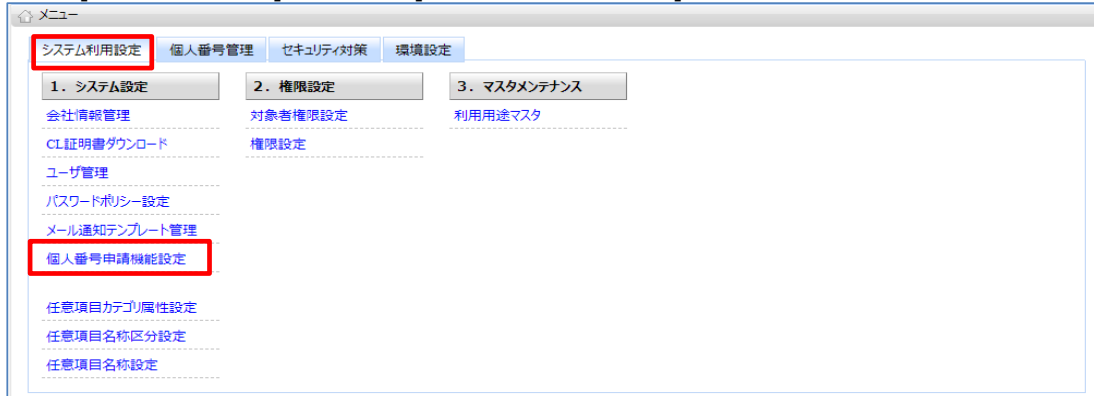 メニュー
システム利用設定 個人番号管理 セキュリティ対策 環境設定
1. システム設定 2. 権限設定 3. マスタメンテナンス
会社情報管理 対象者権限設定 利用用途マスタ
CL証明書ダウンロード 権限設定
ユーザ管理
パスワードポリシー設定
メール通知テンプレート管理
個人番号申請機能設定
任意項目カテゴリ属性設定
任意項目名称区分設定
任意項目名称設定